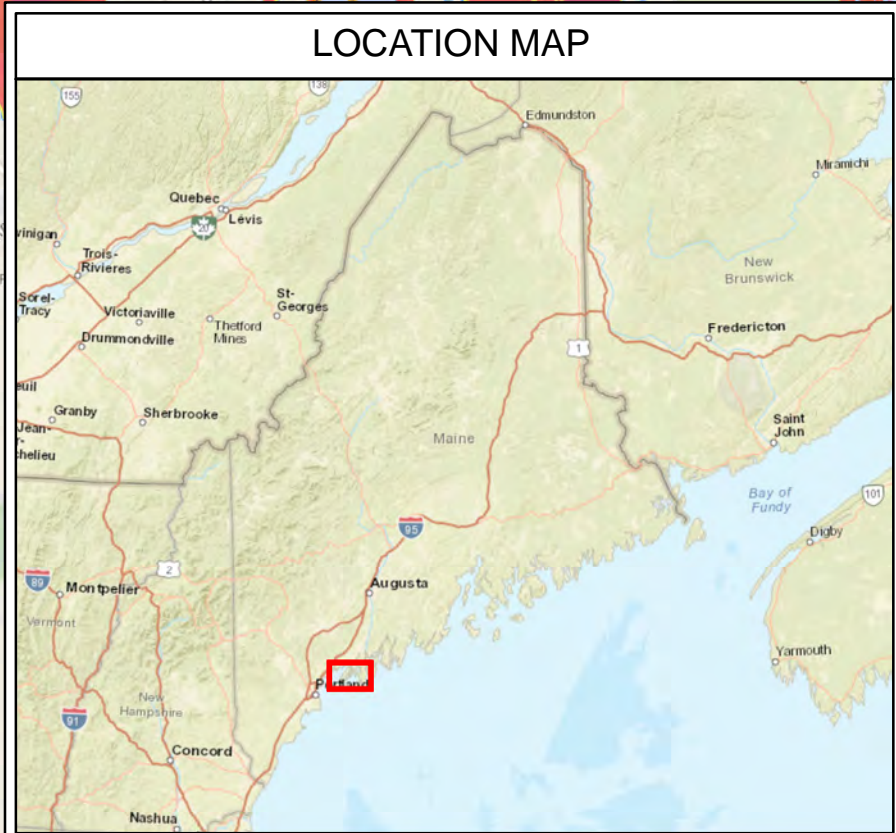 LOCATION MAP
155
138
Edmundston
Miramichi
Quebec
Lévis
20
vinigan
Trois-
Rivieres
New
Brunswick
Sorel-
Tracy
Victoriaville
St-
Georges
Thetford
Mines
Fredericton
Drummondville
1
euil
Granby
Sherbrooke
Saint
John
Jean-
r-
chelieu
Maine
Bay of
Fundy
101
95
Digby
2
89
Montpelier
Augusta
Vermont
Yarmouth
Portland
New
Hampshire
91
Concord
Nashua